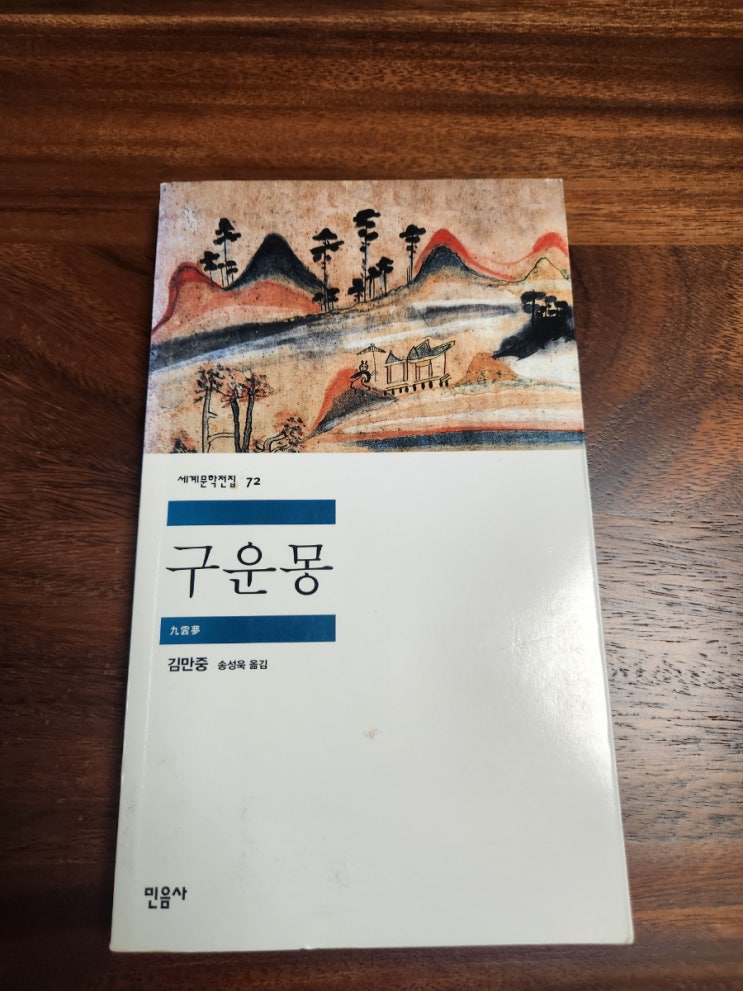 세계문학전집 72
구운몽
九雲夢
김만중 송성욱 옮김
민음사